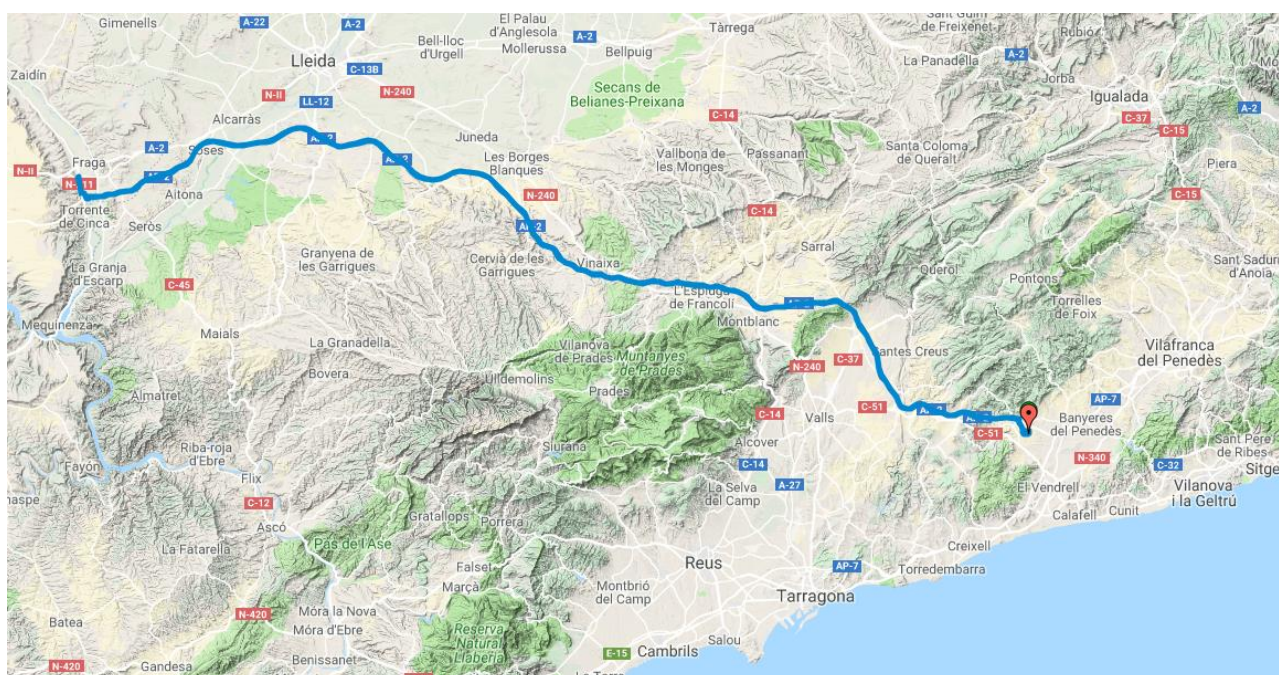 Gimenells
A-22
El Palau
d'Anglesola
Tàrrega
Sant Guim
de Freixenet
Rubió
A-2
Bell-lloc
d'Urgell
Mollerussa
A-2
Bellpuig
La Panadella
A-2
Zaidín
Lleida
C-13B
Jorba
Secans de
Belianes-Preixana
Igualada
N-II
LL-12
N-240
C-14
C-37
A-2
C-15
Alcarràs
Juneda
Santa Coloma
de Queralt
A-2
Soses
Vallbona de
les Monges
Passanant
Piera
Fraga
Les Borges
Blanques
N-II
Aitona
N-240
C-15
Torrente
de Cinca
Seròs
C-14
Granyena de
les Garrigues
Cervià de les
Garrigues
Vinaixa
Sarral
Querol
Pontons
Sant Sadurní
d'Anoia
La Granja
d'Escarp
C-45
L'Espluga
de Francolí
Torrelles
de Foix
Mequinenza
Maials
La Granadella
Montblanc
Vilanova
de Prades
Muntanyes
de Prades
Santes Creus
Vilafranca
del Penedès
Bovera
N-240
C-37
Ulldemolins
Almatret
Prades
C-51
AP-7
Valls
C-14
C-51
Banyeres
del Penedès
Riba-roja
d'Ebre
Siurana
Alcover
N-340
Sant Pere
de Ribes
Fayón
Flix
C-14
C-32
Sitge
A-27
El Vendrell
Vilanova
i la Geltrú
La Selva
del Camp
Calafell
Cunit
C-12
Ascó
Gratallops
Porrera
Pas de l'Ase
Creixell
La Fatarella
Reus
AP-7
Torredembarra
Falset
Marçà
Montbrió
del Camp
Tarragona
N-420
Móra la Nova
Batea
Móra d'Ebre
Reserva
Natural
Llaberia
Salou
Benissanet
E-15
Cambrils
N-420
Gandesa